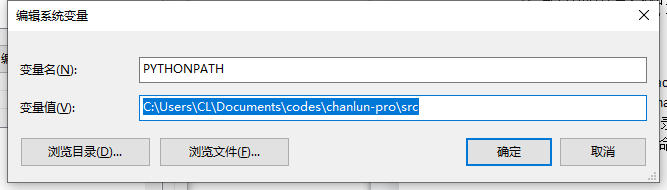 编辑系统变量
变量名(N):
PYTHONPATH
变量值(V):
C:\Users\CL\Documents\codes\chanlun-pro\src
浏览目录(D)...
浏览文件(F)...
确定
取消